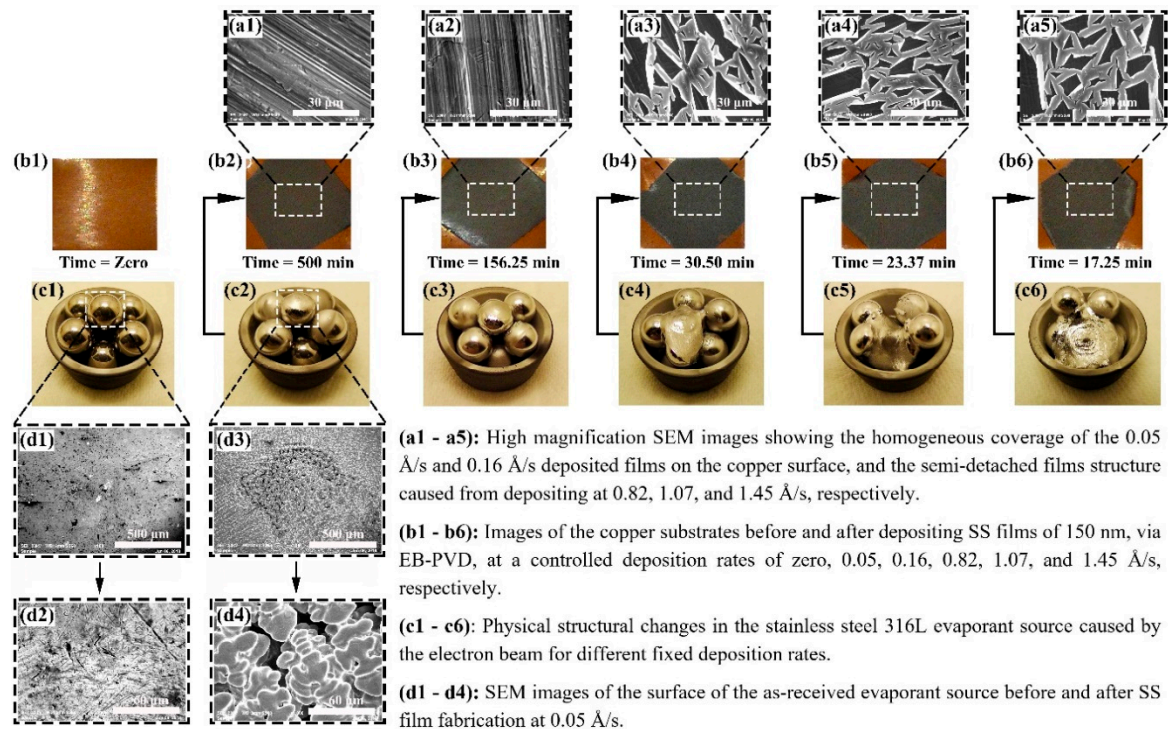 (a1) (a2) (a3) (a4) (a5)
30 μm 30 μm 30 μm 30 μm 30 μm
(b1) (b2) (b3) (b4) (b5) (b6)
Time = Zero Time = 500 min Time = 156.25 min Time = 30.50 min Time = 23.37 min Time = 17.25 min
(c1) (c2) (c3) (c4) (c5) (c6)
(d1) (d3)
500 μm 500 μm
(d2) (d4)
60 μm 60 μm
(a1 - a5): High magnification SEM images showing the homogeneous coverage of the 0.05
Å/s and 0.16 Å/s deposited films on the copper surface, and the semi-detached films structure
caused from depositing at 0.82, 1.07, and 1.45 Å/s, respectively.
(b1 - b6): Images of the copper substrates before and after depositing SS films of 150 nm, via
EB-PVD, at a controlled deposition rates of zero, 0.05, 0.16, 0.82, 1.07, and 1.45 Å/s,
respectively.
(c1 - c6): Physical structural changes in the stainless steel 316L evaporant source caused by
the electron beam for different fixed deposition rates.
(d1 - d4): SEM images of the surface of the as-received evaporant source before and after SS
film fabrication at 0.05 Å/s.